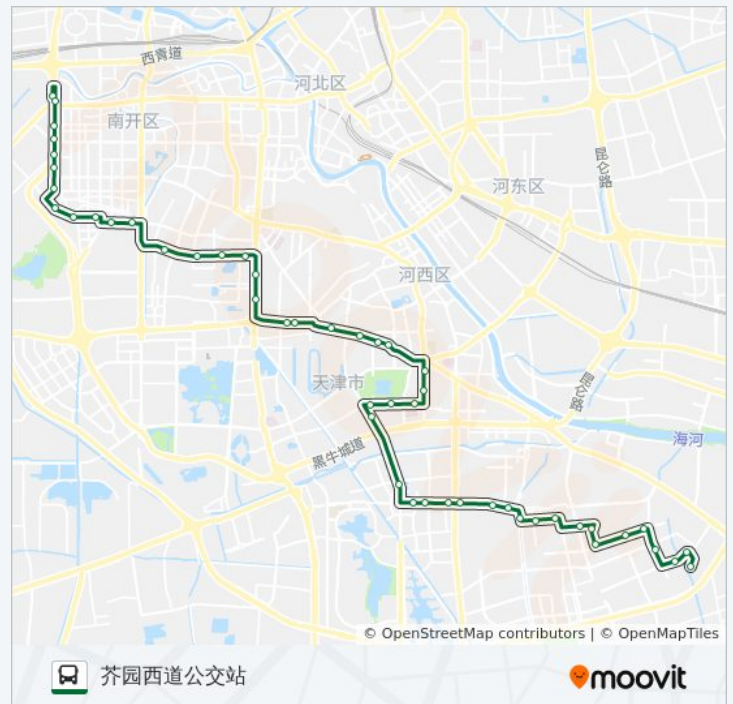 西青道
河北区
南开区
昆仑路
河东区
河西区
天津市
昆仑路
黑牛城道
海河
© OpenStreetMap contributors | © OpenMapTiles
芥园西道公交站
moovit